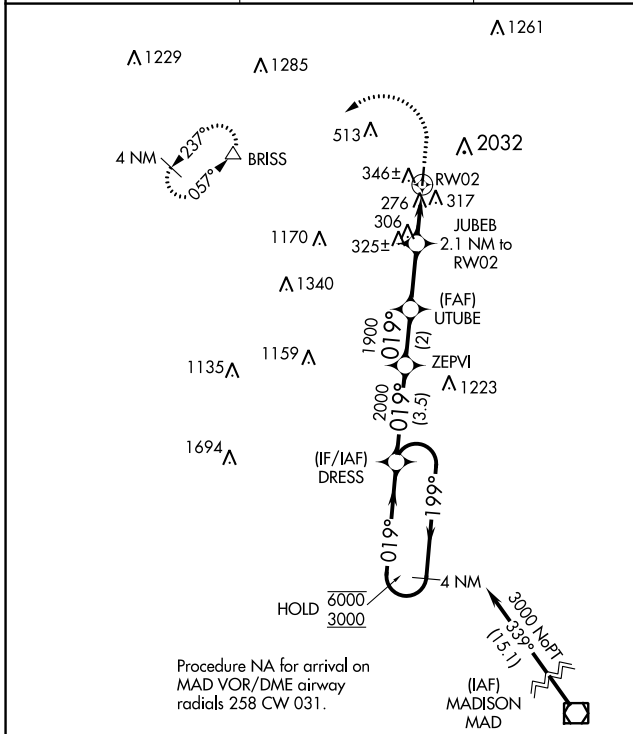 1261
1229
1285
513
2032
237°
4 NM
BRISS
057°
346±
RW02
276
317
306
JUBEB
1170
325±
2.1 NM to
RW02
1340
(FAF)
UTUBE
1900
019°
(2)
1159
ZEPVI
1135
1223
2000
019°
(3.5)
1694
(IF/IAF)
DRESS
019°
199°
4 NM
HOLD
6000
3000
3000 NoPT
339°
(15.1)
Procedure NA for arrival on
MAD VOR/DME airway
radials 258 CW 031.
(IAF)
MADISON
MAD